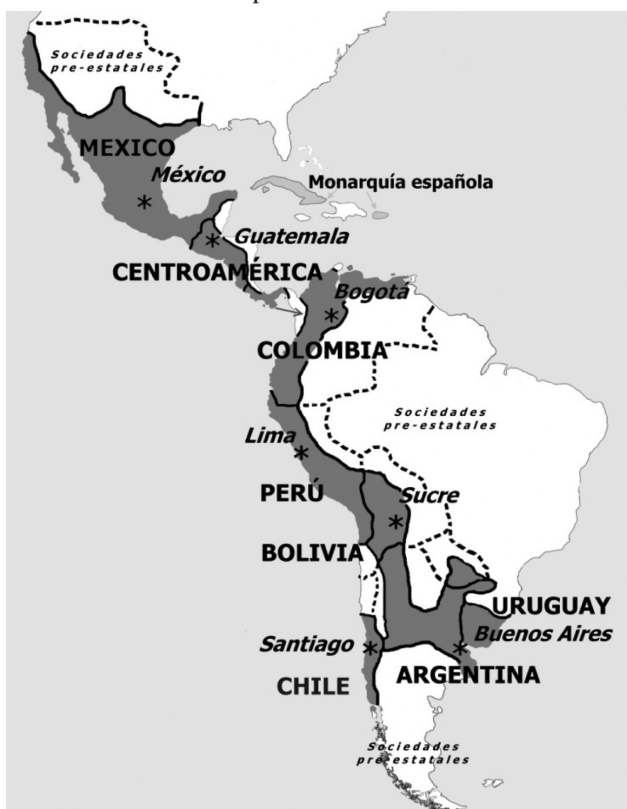 Sociedades
pre-estatales
MEXICO
México
Monarquía española
Guatemala
CENTROAMÉRICA
Bogotá
COLOMBIA
Sociedades
pre-estatales
Lima
PERÚ
Sucre
BOLIVIA
URUGUAY
Santiago
Buenos Aires
ARGENTINA
CHILE
Sociedades
pre-estatales